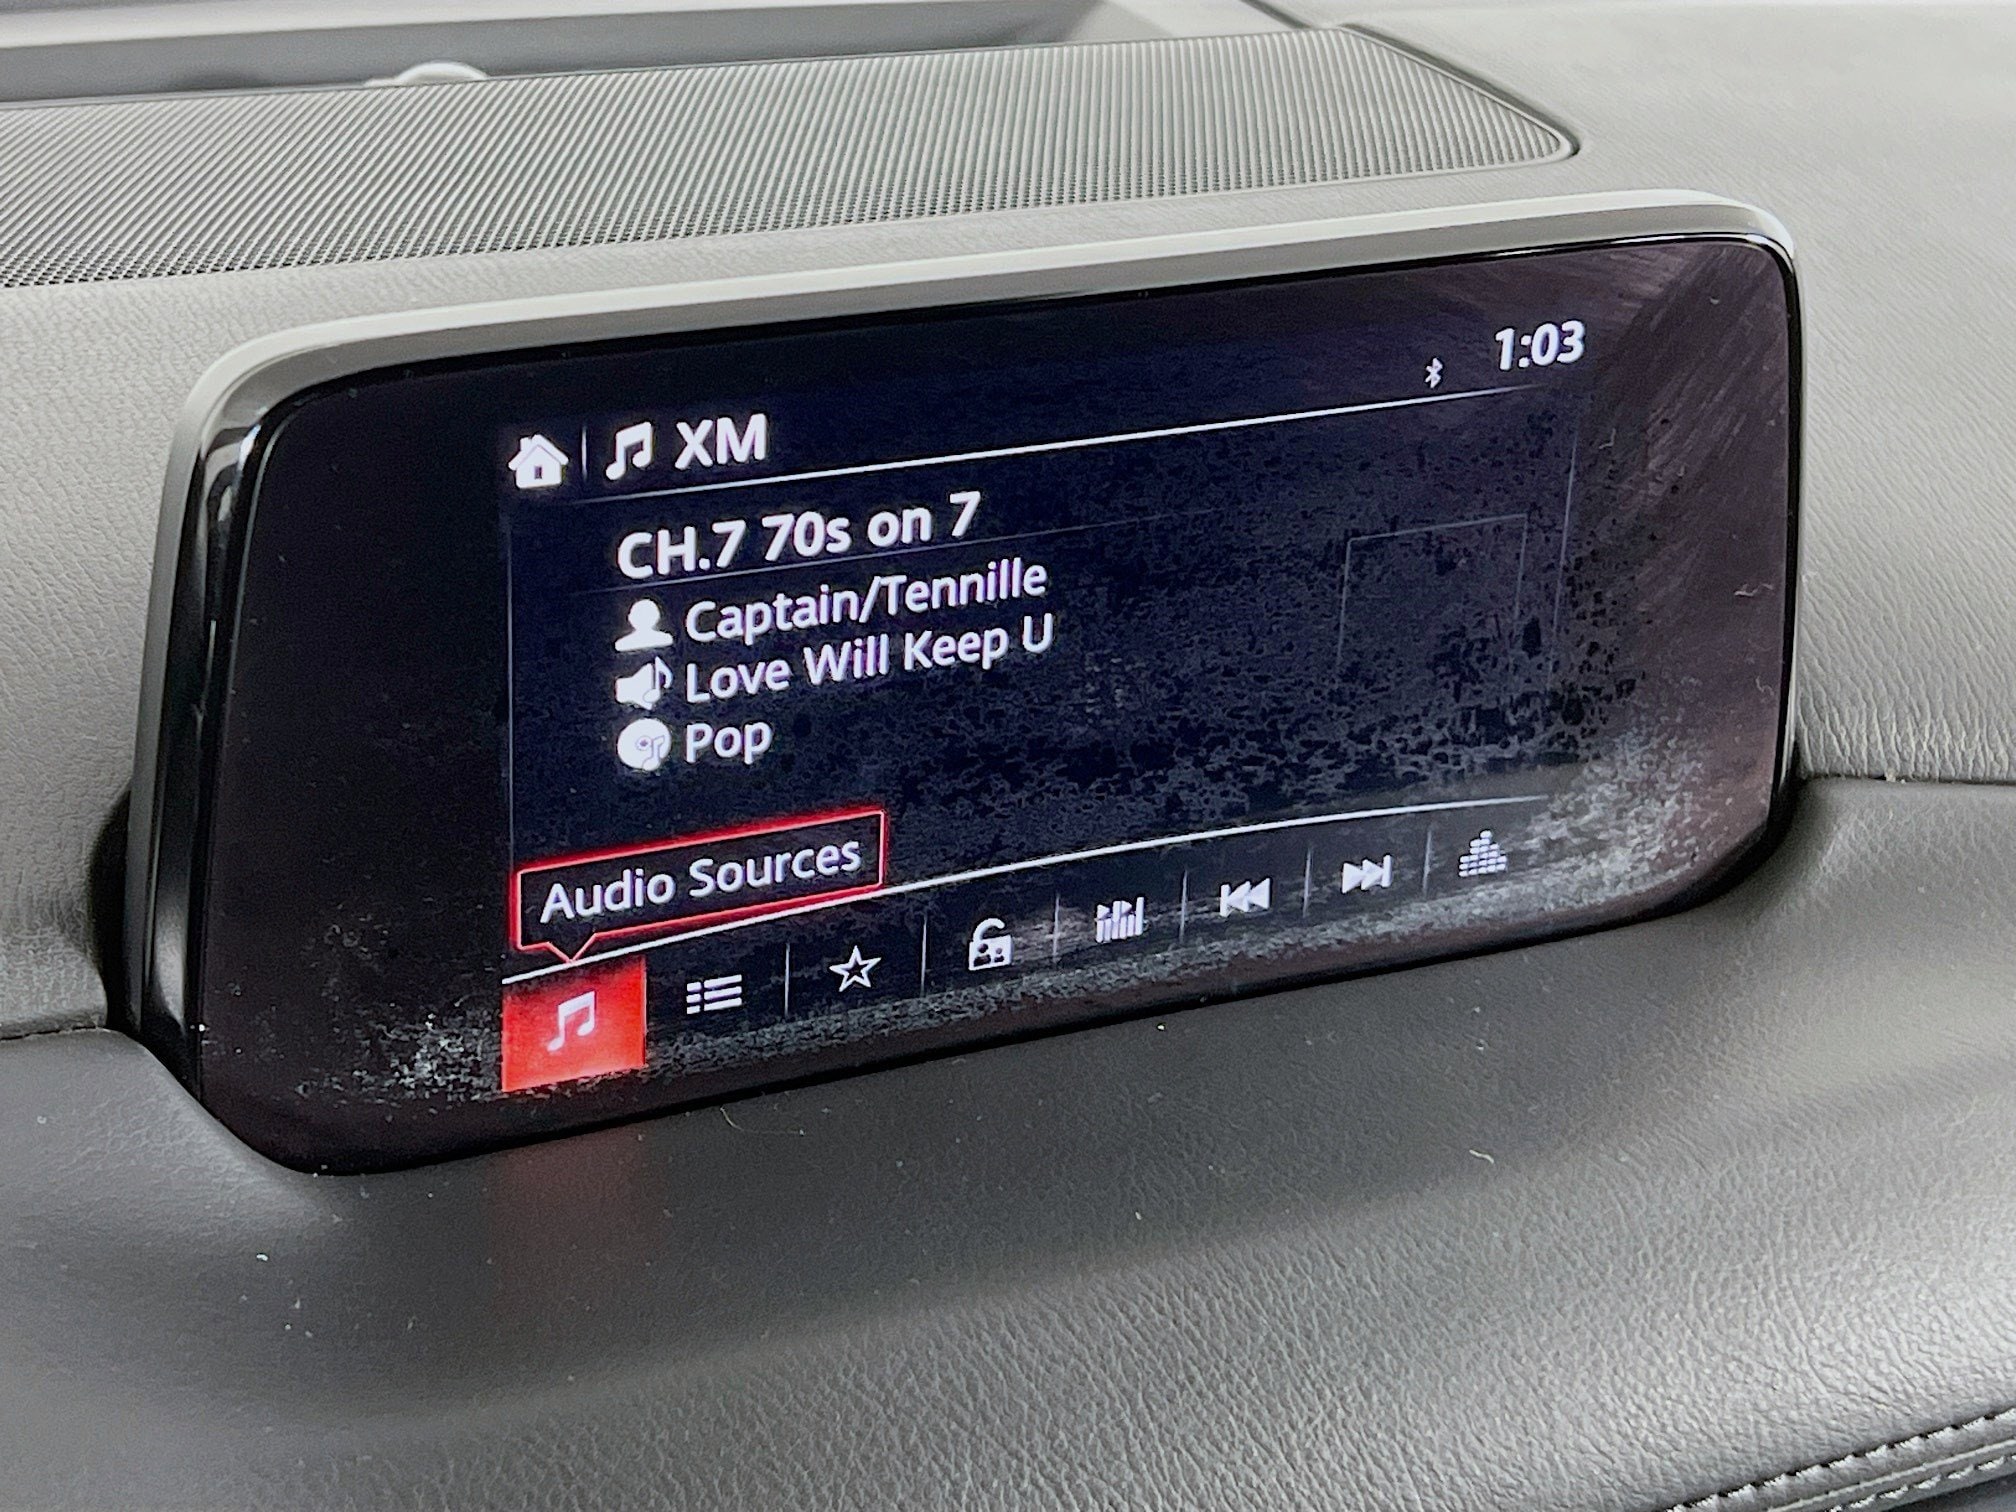 1:03
XM
CH.7 70s on 7
Captain/Tennille
Love Will Keep U
Pop
Audio Sources